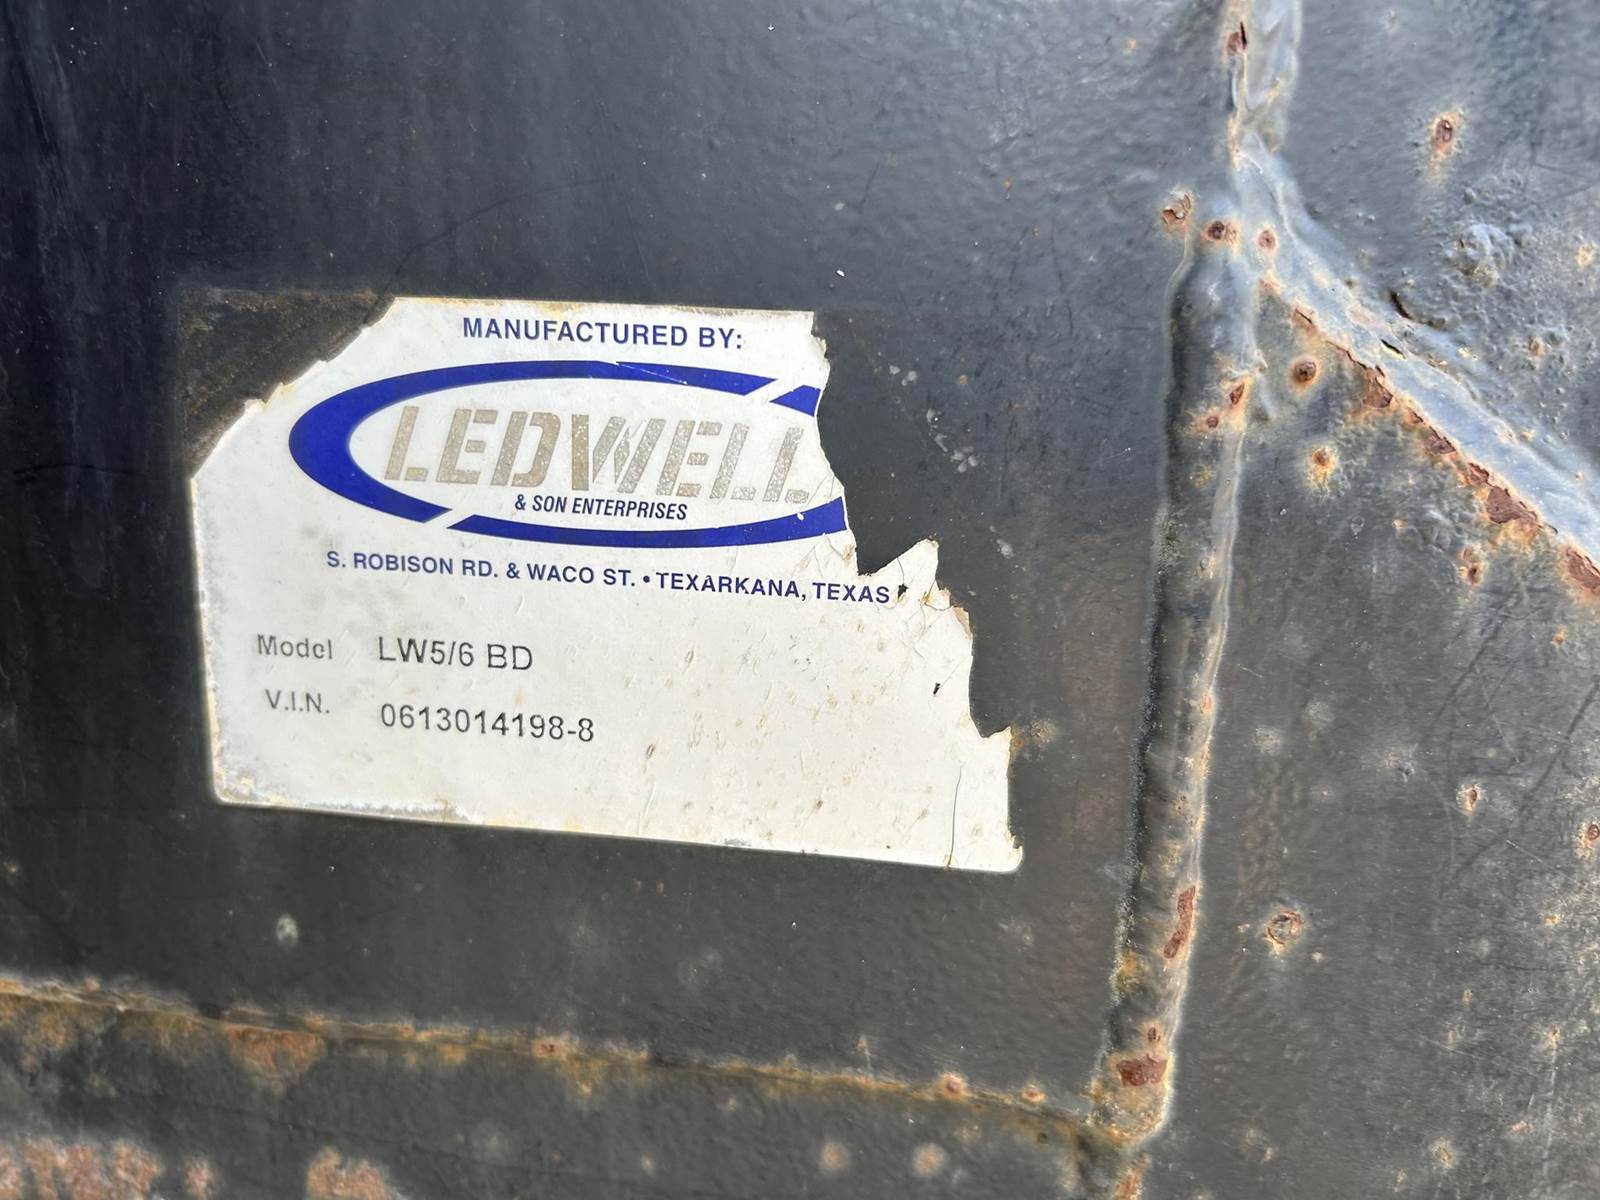 MANUFACTURED BY:
LEDWELL
& SON ENTERPRISES
S. ROBISON RD. & WACO ST. • TEXARKANA, TEXAS
Model LW5/6 BD
V.I.N. 0613014198-8